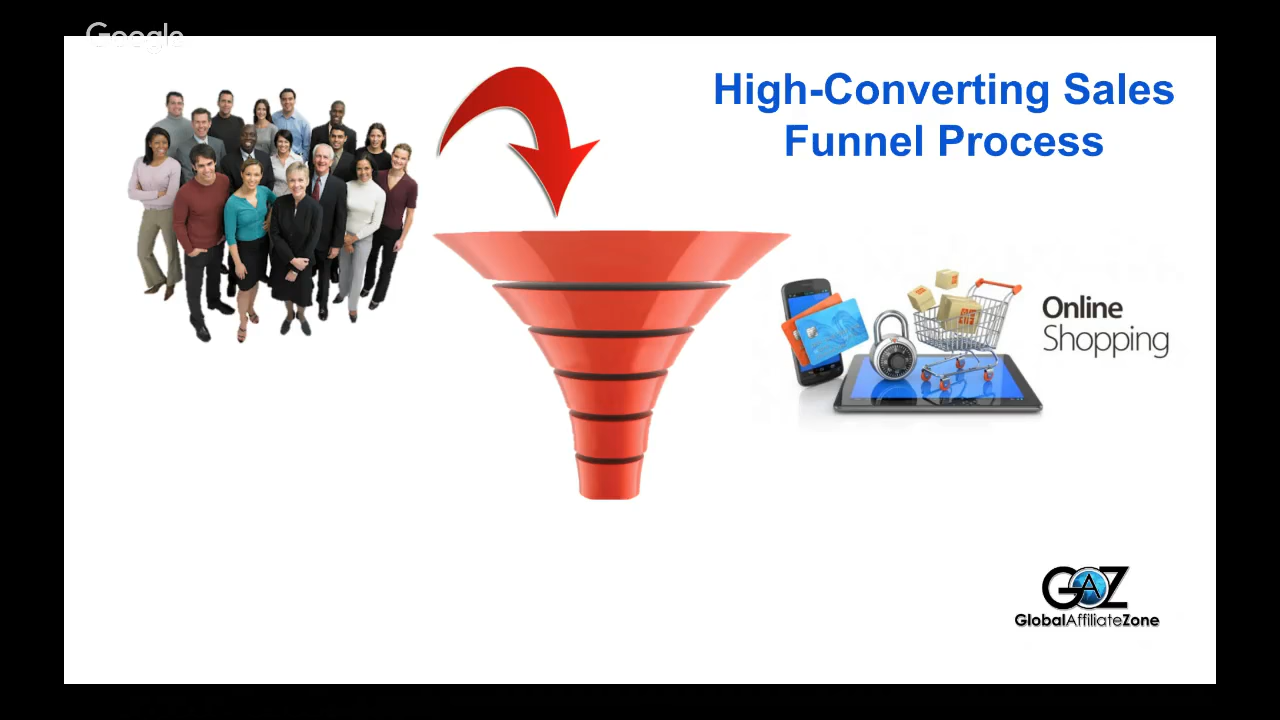 Google
High-Converting Sales
Funnel Process
Online
Shopping
GAZ
GlobalAffiliateZone